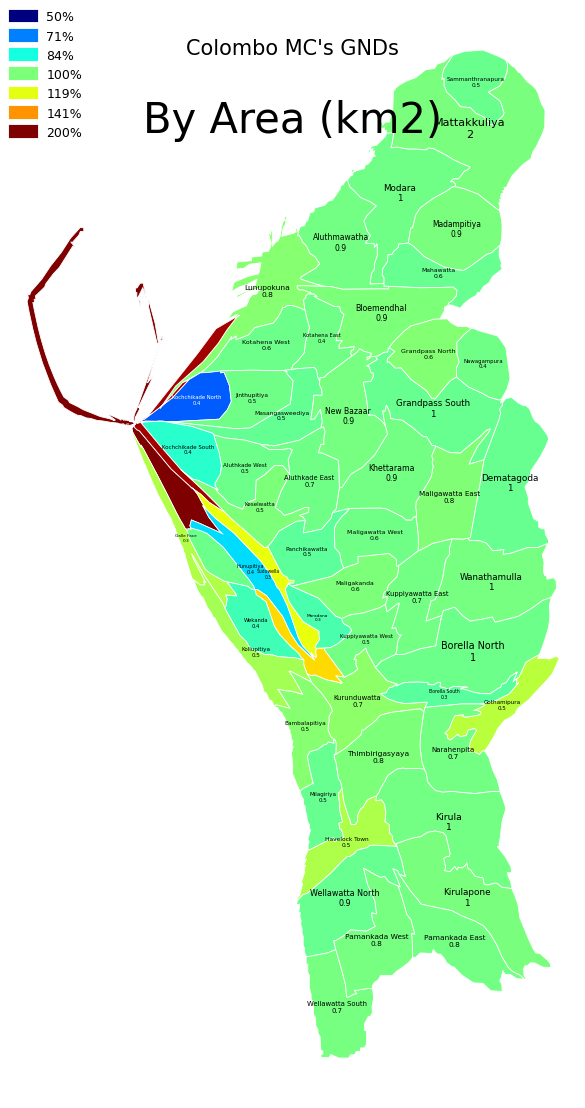 50%
71%
84%
100%
119%
141%
200%
Colombo MC's GNDs
By Area (km2)
Sammanthranapura
0.5
Mattakkuliya
2
Modara
1
Madampitiya
0.9
Aluthmawatha
0.9
Mahawatta
0.6
Lunupokuna
0.8
Bloemendhal
0.9
Kotahena East
0.4
Kotahena West
0.6
Grandpass North
0.6
Nawagampura
0.4
Kochchikade North
0.4
Jinthupitiya
0.5
Masangasweediya
0.5
New Bazaar
0.9
Grandpass South
1
Kochchikade South
0.4
Aluthkade West
0.5
Aluthkade East
0.7
Khettarama
0.9
Dematagoda
1
Maligawatta East
0.8
Keselwatta
0.5
Maligawatta West
0.6
Galle Face
Panchikawatta
0.5
Hunupitiya
0.4
Maligakanda
0.6
Wanathamulla
1
Kuppiyawatta East
0.7
Maradana
0.3
Wekanda
0.4
Kuppiyawatta West
0.5
Kollupitiya
0.5
Borella North
1
Borella South
0.3
Kurunduwatta
0.7
Gothamipura
0.5
Bambalapitiya
0.5
Thimbirigasyaya
0.8
Narahenpita
0.7
Milagiriya
0.5
Kirula
1
Havelock Town
0.5
Wellawatta North
0.9
Kirulapone
1
Pamankada West
0.8
Pamankada East
0.8
Wellawatta South
0.7